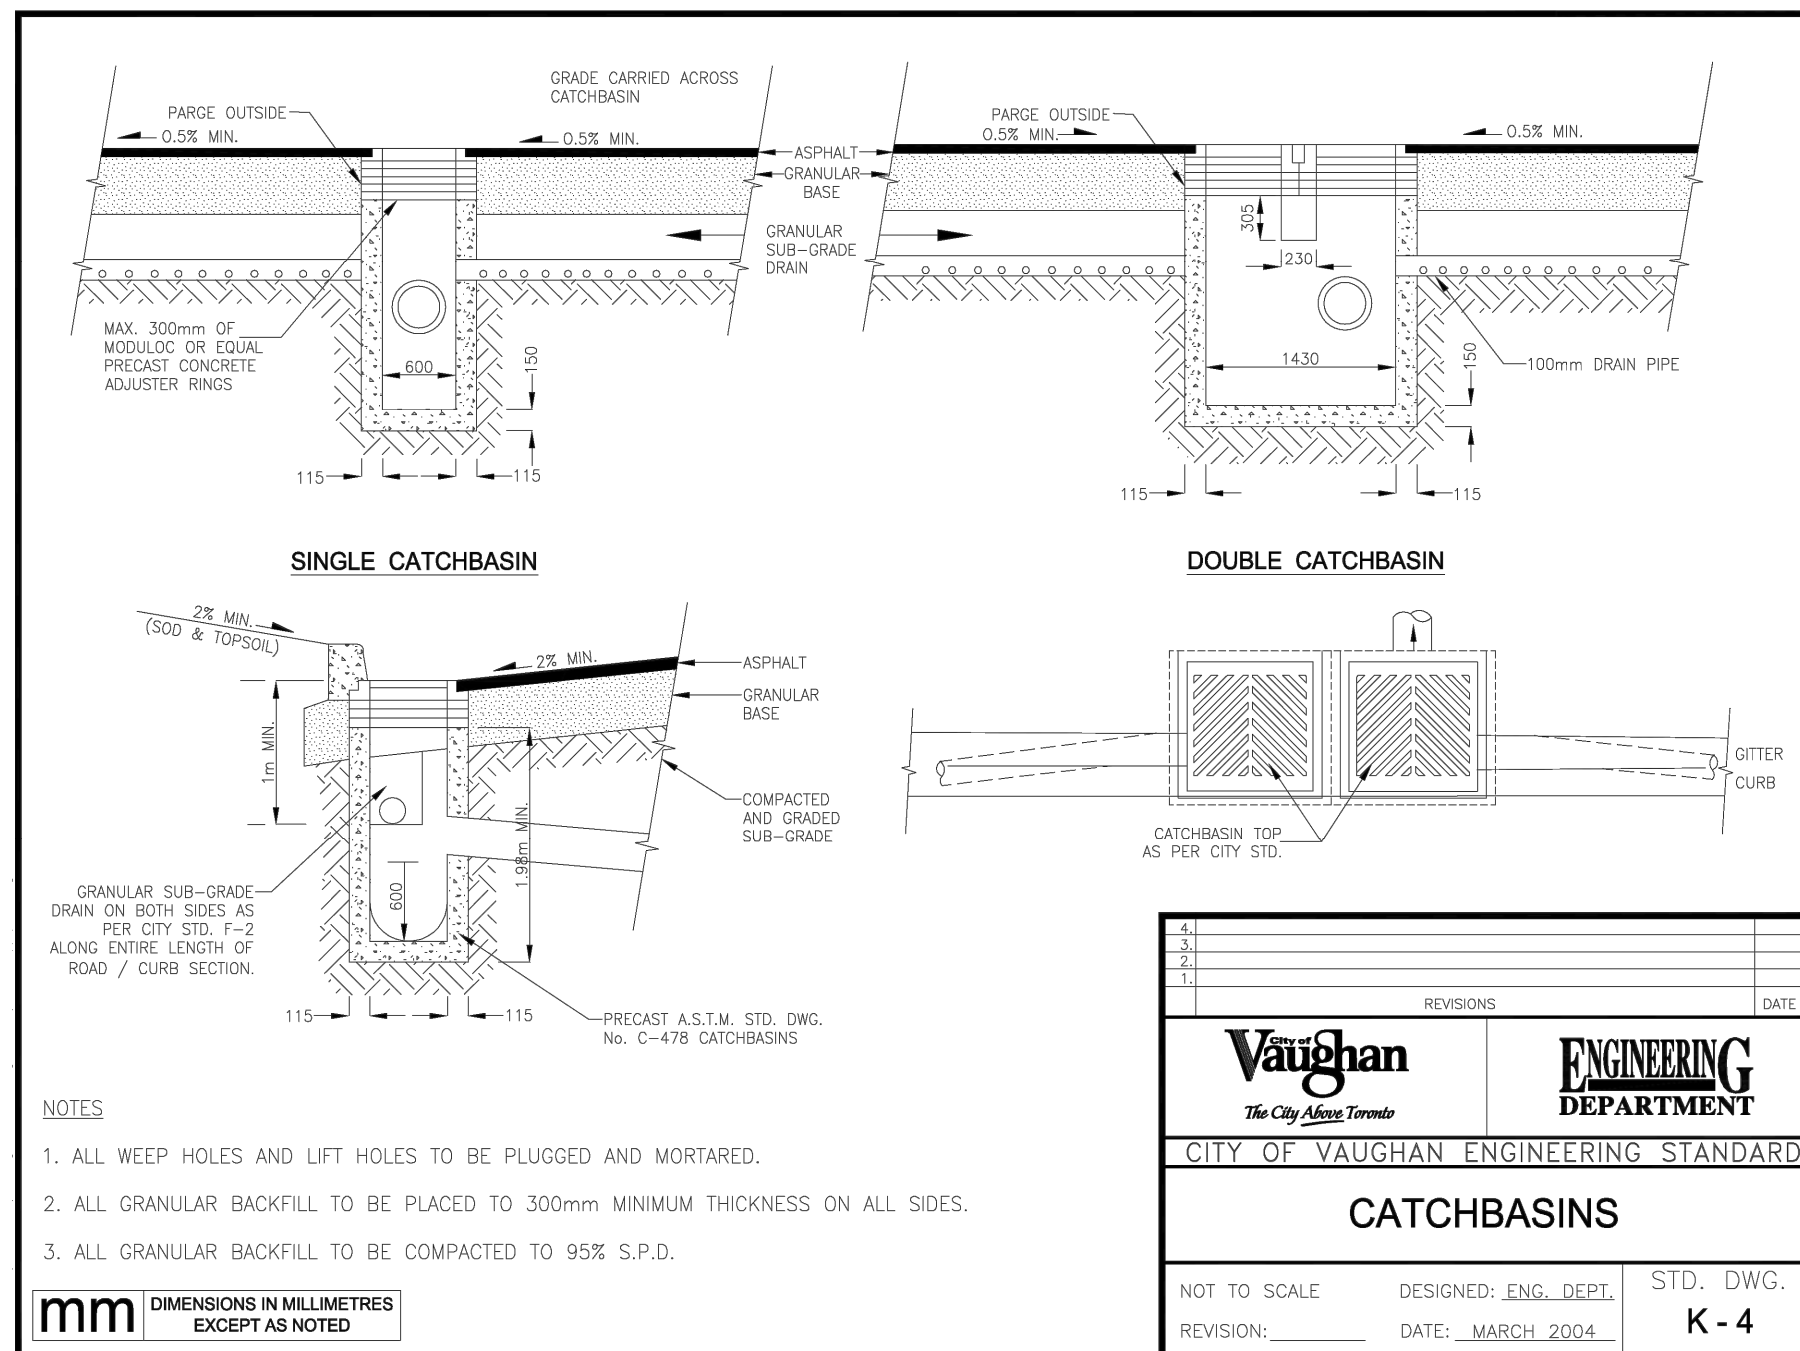 GRADE CARRIED ACROSS
CATCHBASIN
PARGE OUTSIDE
0.5% MIN.
0.5% MIN.
ASPHALT
GRANULAR
BASE
GRANULAR
SUB-GRADE
DRAIN
MAX. 300mm OF
MODULOC OR EQUAL
PRECAST CONCRETE
ADJUSTER RINGS
600
150
115
115
SINGLE CATCHBASIN
PARGE OUTSIDE
0.5% MIN.
0.5% MIN.
305
230
1430
150
100mm DRAIN PIPE
115
115
DOUBLE CATCHBASIN
2% MIN.
(SOD & TOPSOIL)
2% MIN.
ASPHALT
GRANULAR
BASE
1m MIN.
COMPACTED
AND GRADED
SUB-GRADE
1.98m MIN.
600
GRANULAR SUB-GRADE
DRAIN ON BOTH SIDES AS
PER CITY STD. F-2
ALONG ENTIRE LENGTH OF
ROAD / CURB SECTION.
115
115
PRECAST A.S.T.M. STD. DWG.
No. C-478 CATCHBASINS
GITTER
CURB
CATCHBASIN TOP
AS PER CITY STD.
NOTES
1. ALL WEEP HOLES AND LIFT HOLES TO BE PLUGGED AND MORTARED.
2. ALL GRANULAR BACKFILL TO BE PLACED TO 300mm MINIMUM THICKNESS ON ALL SIDES.
3. ALL GRANULAR BACKFILL TO BE COMPACTED TO 95% S.P.D.
mm
DIMENSIONS IN MILLIMETRES
EXCEPT AS NOTED
4.
3.
2.
1.
REVISIONS
DATE
City of
Vaughan
The City Above Toronto
ENGINEERING
DEPARTMENT
CITY OF VAUGHAN ENGINEERING STANDARD
CATCHBASINS
NOT TO SCALE
DESIGNED: ENG. DEPT.
REVISION:
DATE: MARCH 2004
STD. DWG.
K - 4